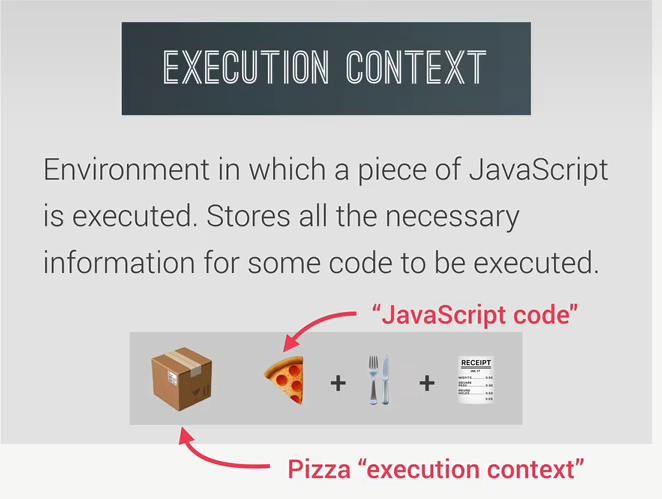 EXECUTION CONTEXT
Environment in which a piece of JavaScript
is executed. Stores all the necessary
information for some code to be executed.
“JavaScript code”
+ +
RECEIPT
Pizza “execution context”